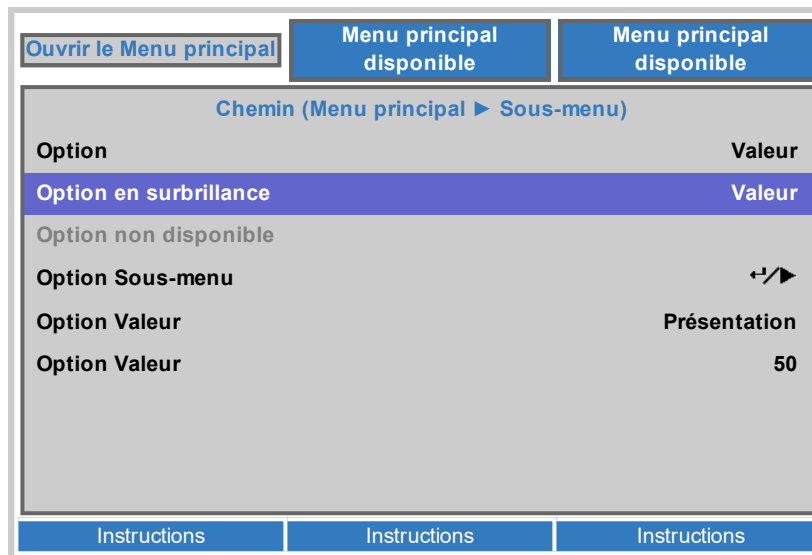 Ouvrir le Menu principal
Menu principal
disponible
Menu principal
disponible
Chemin (Menu principal ► Sous-menu)
Option Valeur
Option en surbrillance Valeur
Option non disponible
Option Sous-menu ↵/►
Option Valeur Présentation
Option Valeur 50
Instructions Instructions Instructions